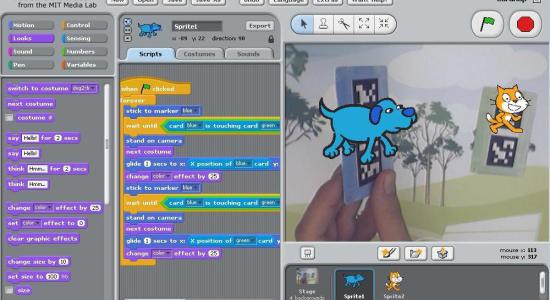 from MIT Media Lab
New
Open
Save
Save As
Undo
Language
Extras
Want help?
Motion
Control
Looks
Sensing
Sound
Numbers
Pen
Variables
Sprite1
Export
x: -89 y: 22 direction: 90
Scripts
Costumes
Sounds
switch to costume dog2-b
next costume
costume #
say Hello! for 2 secs
say Hello!
think Hmm... for 2 secs
think Hmm...
change color effect by 25
set color effect to 0
clear graphic effects
change size by 10
set size to 100 %
size
when clicked
forever
stick to marker blue
wait until card blue is touching card green
stand on camera
next costume
glide 1 secs to x: X position of blue card y:
change color effect by 25
stick to marker blue
wait until card blue is touching card green
stand on camera
next costume
glide 1 secs to x: X position of green card y
change color effect by 25
mouse x: 113
mouse y: 317
Stage
4 backgrounds
Sprite1
Sprite2